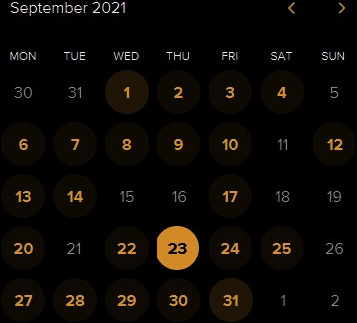 September 2021
MON TUE WED THU FRI SAT SUN
30 31 1 2 3 4 5
6 7 8 9 10 11 12
13 14 15 16 17 18 19
20 21 22 23 24 25 26
27 28 29 30 31 1 2